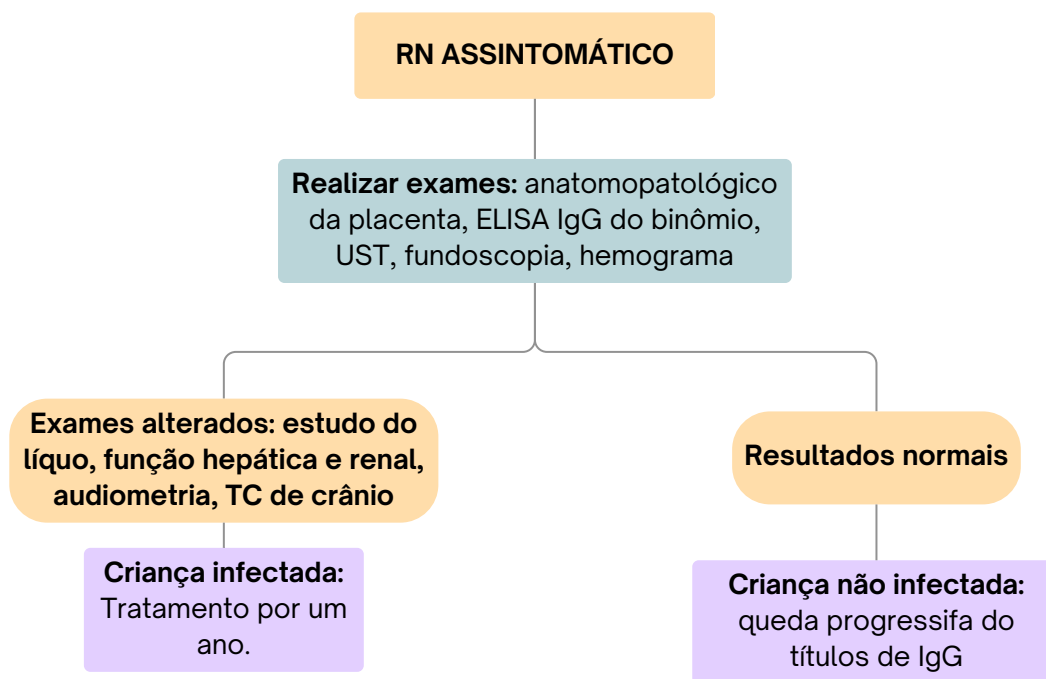 RN ASSINTOMÁTICO
Realizar exames: anatomopatológico
da placenta, ELISA IgG do binômio,
UST, fundoscopia, hemograma
Exames alterados: estudo do
líquo, função hepática e renal,
audiometria, TC de crânio
Resultados normais
Criança infectada:
Tratamento por um
ano.
Criança não infectada:
queda progressifa do
títulos de IgG